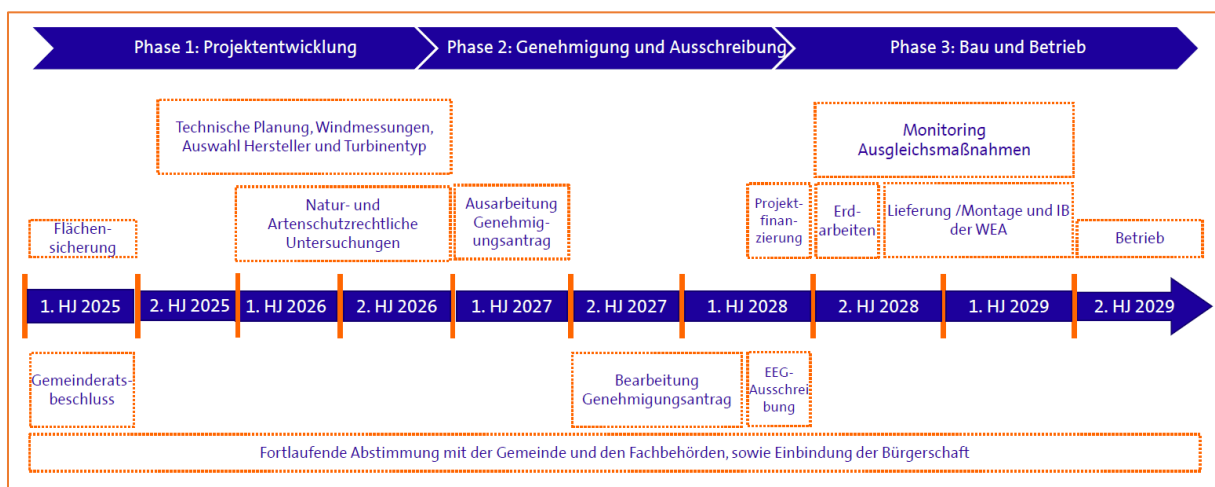 Phase 1: Projektentwicklung
Phase 2: Genehmigung und Ausschreibung
Phase 3: Bau und Betrieb
Technische Planung, Windmessungen,
Auswahl Hersteller und Turbinentyp
Monitoring
Ausgleichsmaßnahmen
Flächen-
sicherung
Natur- und
Artenschutzrechtliche
Untersuchungen
Ausarbeitung
Genehmig-
ungsantrag
Projekt-
finan-
zierung
Erd-
arbeiten
Lieferung /Montage und IB
der WEA
Betrieb
1. HJ 2025
2. HJ 2025
1. HJ 2026
2. HJ 2026
1. HJ 2027
2. HJ 2027
1. HJ 2028
2. HJ 2028
1. HJ 2029
2. HJ 2029
Gemeinderats-
beschluss
Bearbeitung
Genehmigungsantrag
EEG-
Ausschrei
bung
Fortlaufende Abstimmung mit der Gemeinde und den Fachbehörden, sowie Einbindung der Bürgerschaft